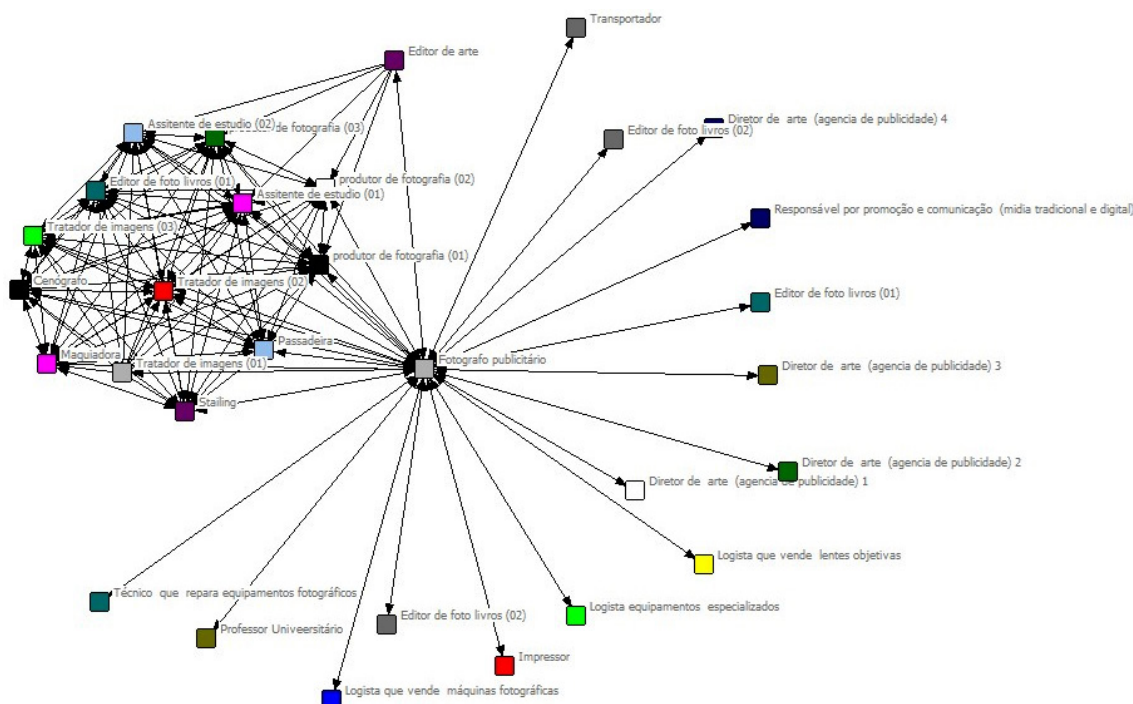 Transportador
Editor de arte
Diretor de arte (agencia de publicidade) 4
Assitente de estudio (02)
de fotografia (03)
Editor de foto livros (02)
produtor de fotografia (02)
Editor de foto livros (01)
Assitente de estudio (01)
Responsável por promoção e comunicação (midia tradicional e digital)
Tratador de imagens (03)
produtor de fotografia (01)
Cenógrafo
Tratador de imagens (02)
Editor de foto livros (01)
Passadeira
Maquiadora
Tratador de imagens (01)
Fotografo publicitário
Diretor de arte (agencia de publicidade) 3
Stailing
Diretor de arte (agencia de publicidade) 2
Diretor de arte (agencia de publicidade) 1
Logista que vende lentes objetivas
Técnico que repara equipamentos fotográficos
Logista equipamentos especializados
Editor de foto livros (02)
Professor Univeersitário
Impressor
Logista que vende máquinas fotográficas